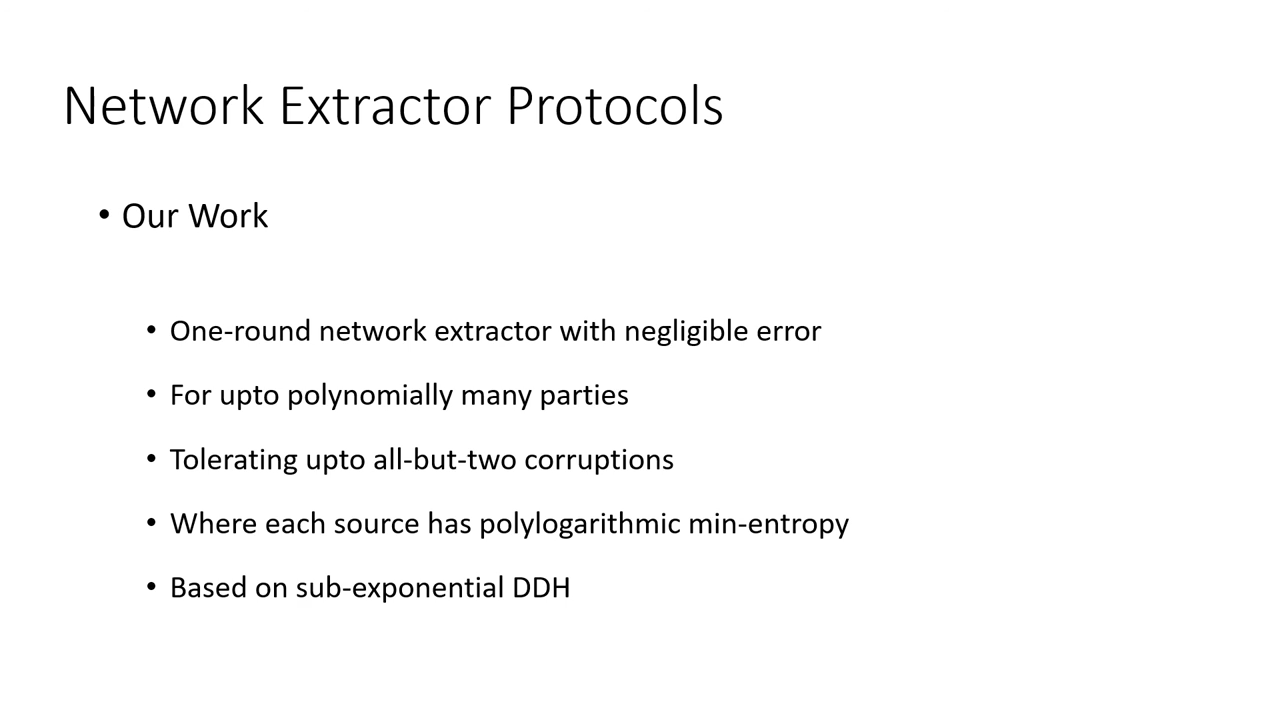 Network Extractor Protocols
• Our Work
• One-round network extractor with negligible error
• For upto polynomially many parties
• Tolerating upto all-but-two corruptions
• Where each source has polylogarithmic min-entropy
• Based on sub-exponential DDH